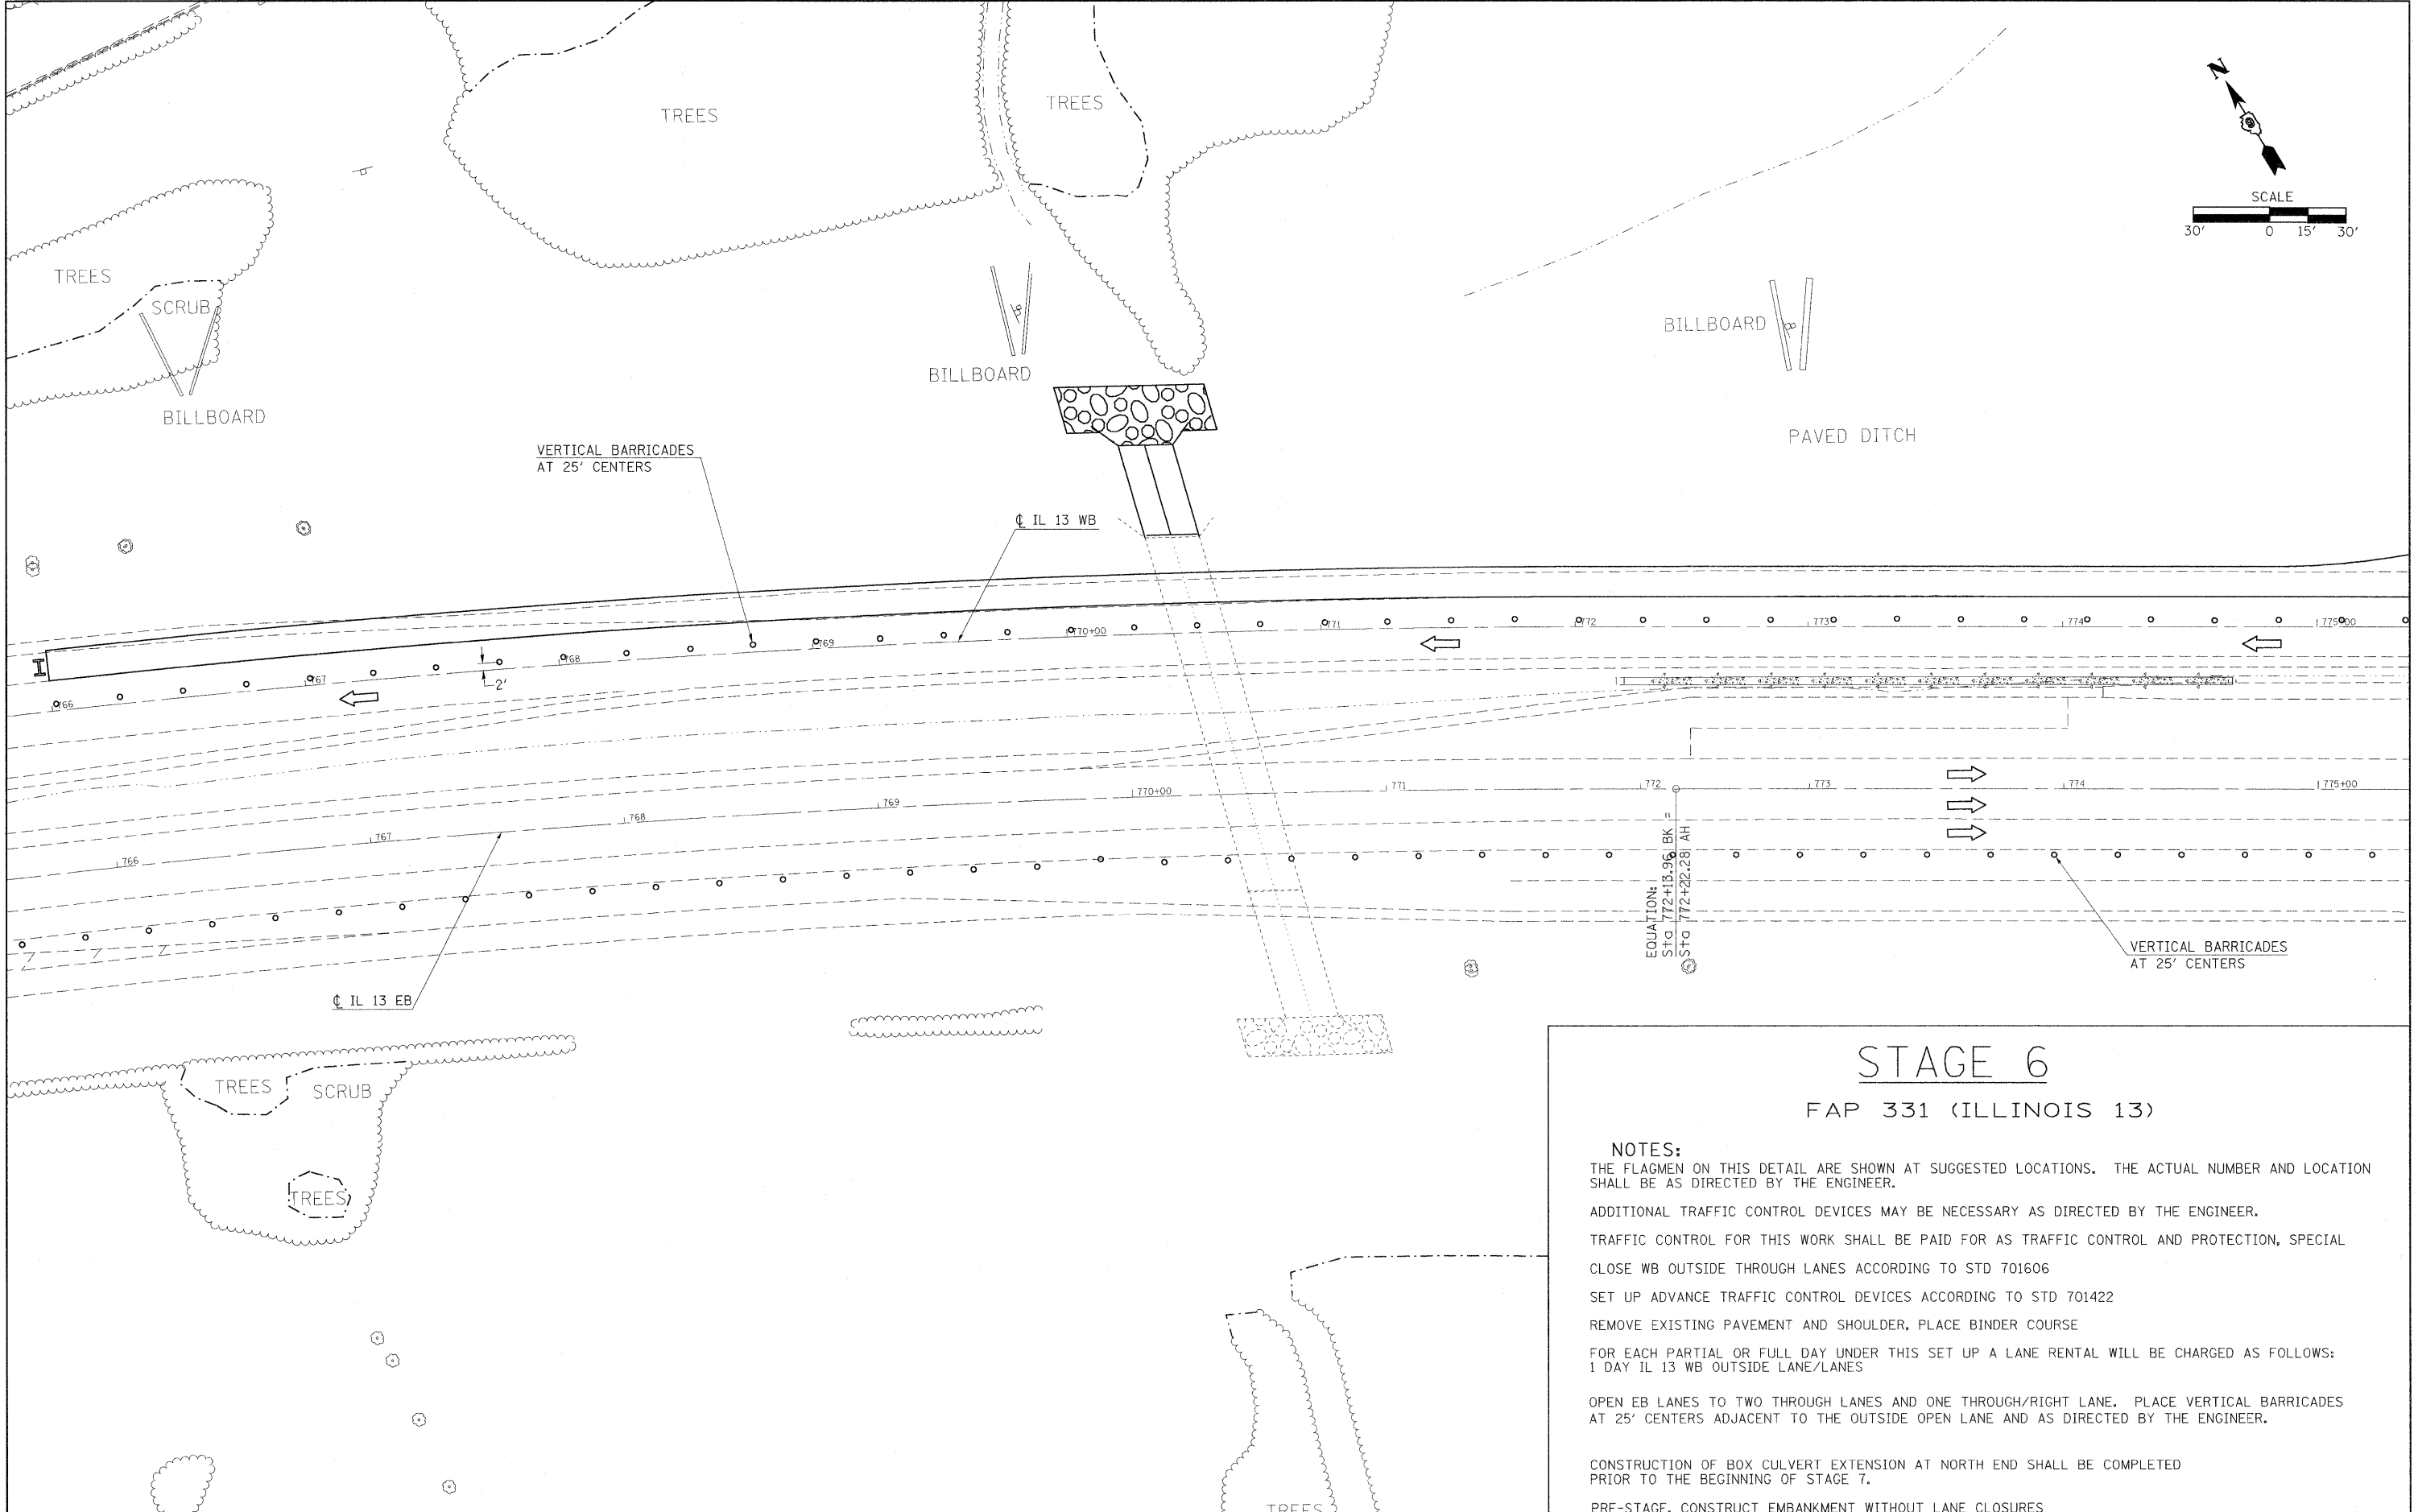 TREES
TREES
N
SCALE
30' 0 15' 30'
TREES
SCRUB
BILLBOARD
BILLBOARD
BILLBOARD
PAVED DITCH
VERTICAL BARRICADES
AT 25' CENTERS
℄ IL 13 WB
I
2'
766 767 768 769 770+00 771 772 773 774 775+00
766 767 768 769 770+00 771 772 773 774 775+00
EQUATION:
Sta 772+13.96 BK =
Sta 772+22.28 AH
VERTICAL BARRICADES
AT 25' CENTERS
℄ IL 13 EB
TREES
SCRUB
TREES
TREES
STAGE 6
FAP 331 (ILLINOIS 13)
NOTES:
THE FLAGMEN ON THIS DETAIL ARE SHOWN AT SUGGESTED LOCATIONS. THE ACTUAL NUMBER AND LOCATION
SHALL BE AS DIRECTED BY THE ENGINEER.
ADDITIONAL TRAFFIC CONTROL DEVICES MAY BE NECESSARY AS DIRECTED BY THE ENGINEER.
TRAFFIC CONTROL FOR THIS WORK SHALL BE PAID FOR AS TRAFFIC CONTROL AND PROTECTION, SPECIAL
CLOSE WB OUTSIDE THROUGH LANES ACCORDING TO STD 701606
SET UP ADVANCE TRAFFIC CONTROL DEVICES ACCORDING TO STD 701422
REMOVE EXISTING PAVEMENT AND SHOULDER, PLACE BINDER COURSE
FOR EACH PARTIAL OR FULL DAY UNDER THIS SET UP A LANE RENTAL WILL BE CHARGED AS FOLLOWS:
1 DAY IL 13 WB OUTSIDE LANE/LANES
OPEN EB LANES TO TWO THROUGH LANES AND ONE THROUGH/RIGHT LANE. PLACE VERTICAL BARRICADES
AT 25' CENTERS ADJACENT TO THE OUTSIDE OPEN LANE AND AS DIRECTED BY THE ENGINEER.
CONSTRUCTION OF BOX CULVERT EXTENSION AT NORTH END SHALL BE COMPLETED
PRIOR TO THE BEGINNING OF STAGE 7.
PRE-STAGE, CONSTRUCT EMBANKMENT WITHOUT LANE CLOSURES